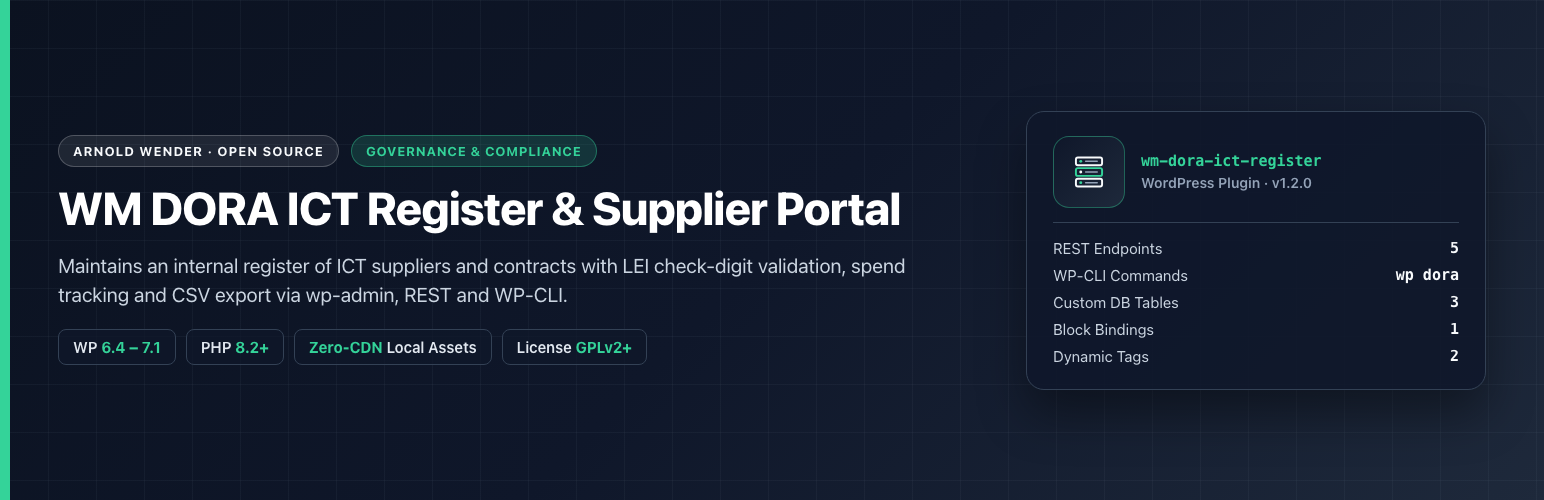 ARNOLD WENDER · OPEN SOURCE
GOVERNANCE & COMPLIANCE
WM DORA ICT Register & Supplier Portal
Maintains an internal register of ICT suppliers and contracts with LEI check-digit validation, spend
tracking and CSV export via wp-admin, REST and WP-CLI.
WP 6.4 – 7.1
PHP 8.2+
Zero-CDN Local Assets
License GPLv2+
wm-dora-ict-register
WordPress Plugin · v1.2.0
REST Endpoints 5
WP-CLI Commands wp dora
Custom DB Tables 3
Block Bindings 1
Dynamic Tags 2